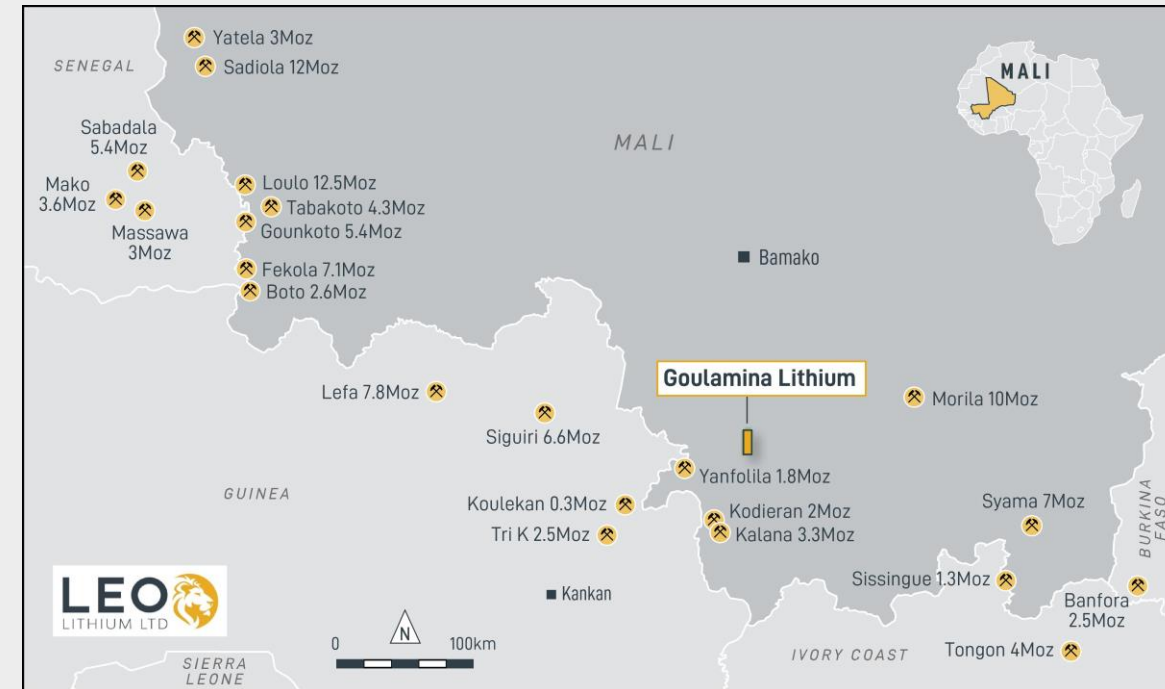 Yatela 3Moz
SENEGAL
Sadiola 12Moz
MALI
Sabadala
5.4Moz
MALI
Mako
3.6Moz
Loulo 12.5Moz
Tabakoto 4.3Moz
Massawa
3Moz
Gounkoto 5.4Moz
Bamako
Fekola 7.1Moz
Boto 2.6Moz
Goulamina Lithium
Lefa 7.8Moz
Morila 10Moz
Siguiri 6.6Moz
Yanfolila 1.8Moz
GUINEA
Koulekan 0.3Moz
Kodieran 2Moz
Syama 7Moz
BURKINA
FASO
Tri K 2.5Moz
Kalana 3.3Moz
Sissingue 1.3Moz
Kankan
Banfora
2.5Moz
LEO
LITHIUM LTD
N
0
100km
IVORY COAST
Tongon 4Moz
SIERRA
LEONE